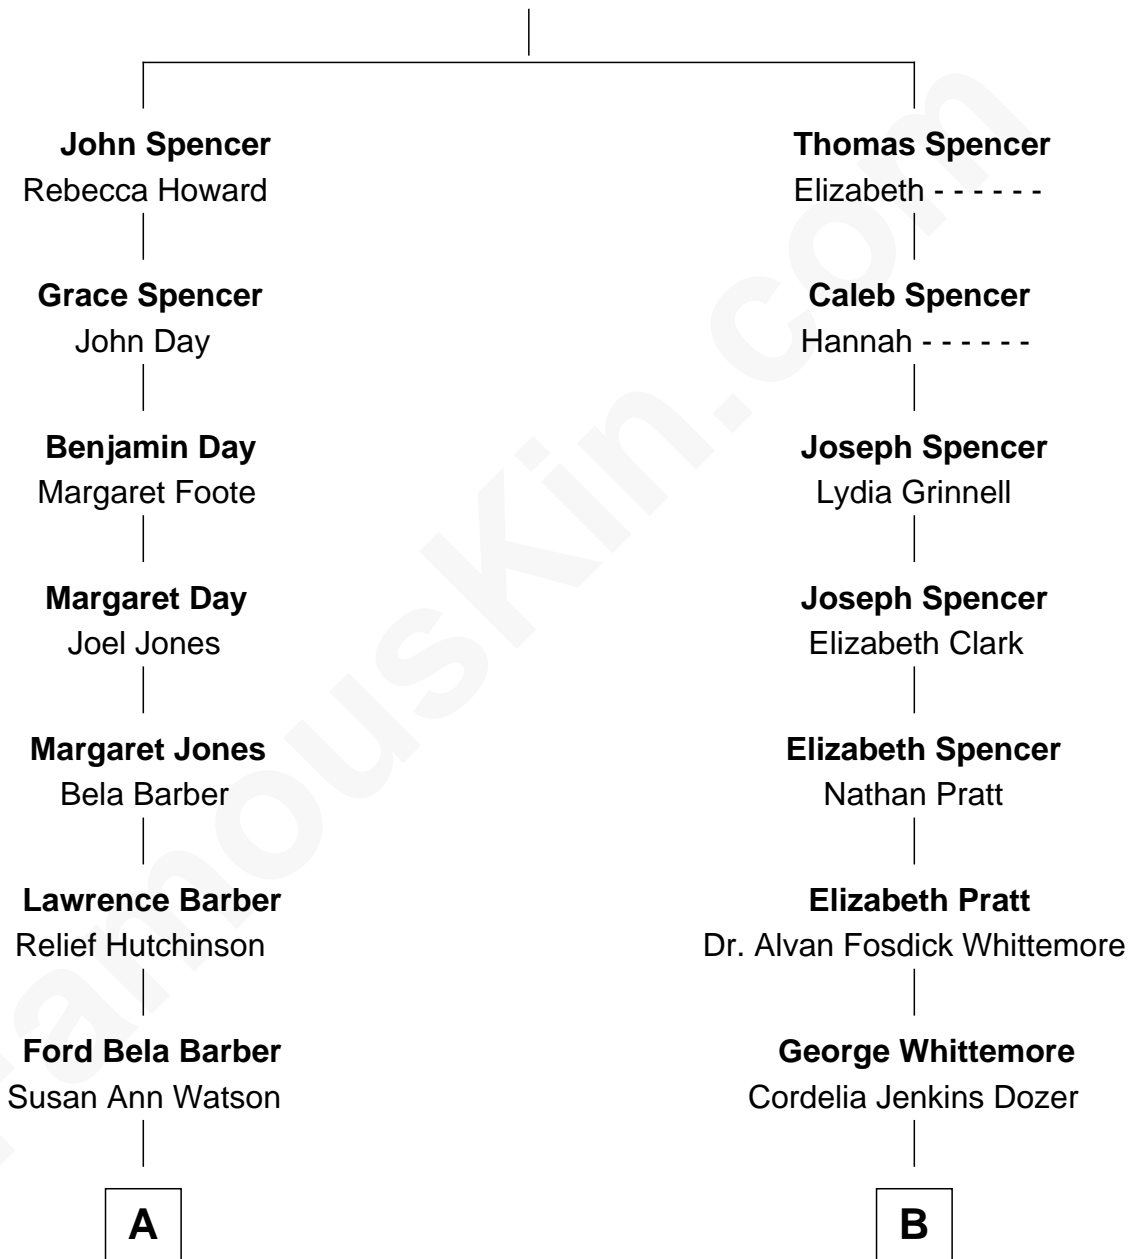 John Spencer
Rebecca Howard
Grace Spencer
John Day
Benjamin Day
Margaret Foote
Margaret Day
Joel Jones
Margaret Jones
Bela Barber
Lawrence Barber
Relief Hutchinson
Ford Bela Barber
Susan Ann Watson
A
Thomas Spencer
Elizabeth - - - - - -
Caleb Spencer
Hannah - - - - - -
Joseph Spencer
Lydia Grinnell
Joseph Spencer
Elizabeth Clark
Elizabeth Spencer
Nathan Pratt
Elizabeth Pratt
Dr. Alvan Fosdick Whittemore
George Whittemore
Cordelia Jenkins Dozer
B
FamousKin.com